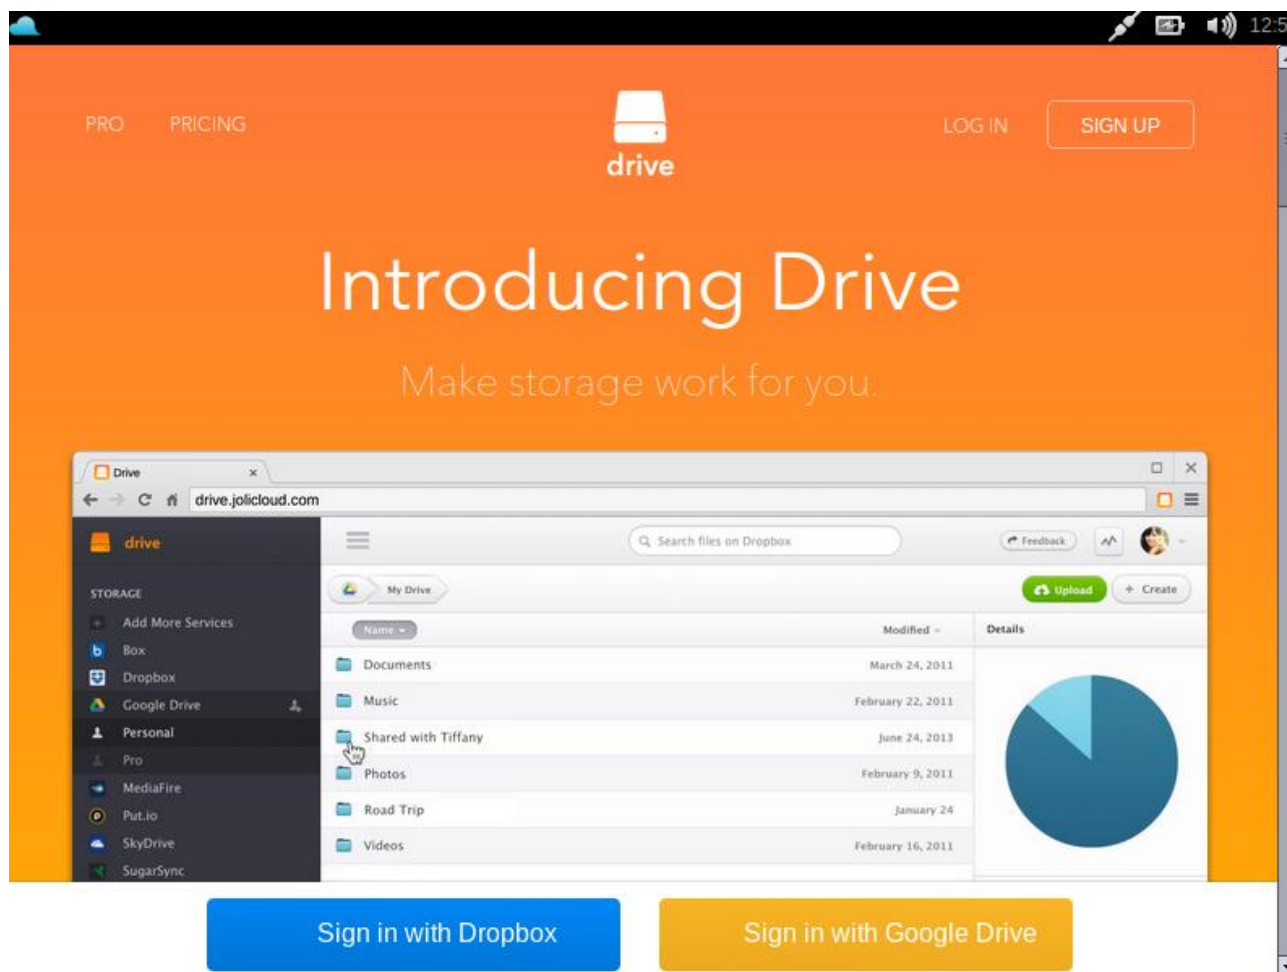 12:5
PRO PRICING
drive
LOG IN SIGN UP
Introducing Drive
Make storage work for you.
Drive
drive.jolicloud.com
drive
Search files on Dropbox
Feedback
STORAGE
My Drive
Upload
+ Create
Add More Services
Name
Modified
Details
Box
Documents March 24, 2011
Dropbox
Google Drive
Music February 22, 2011
Personal
Shared with Tiffany June 24, 2013
Pro
Photos February 9, 2011
MediaFire
Put.io
Road Trip January 24
SkyDrive
Videos February 16, 2011
SugarSync
Sign in with Dropbox
Sign in with Google Drive